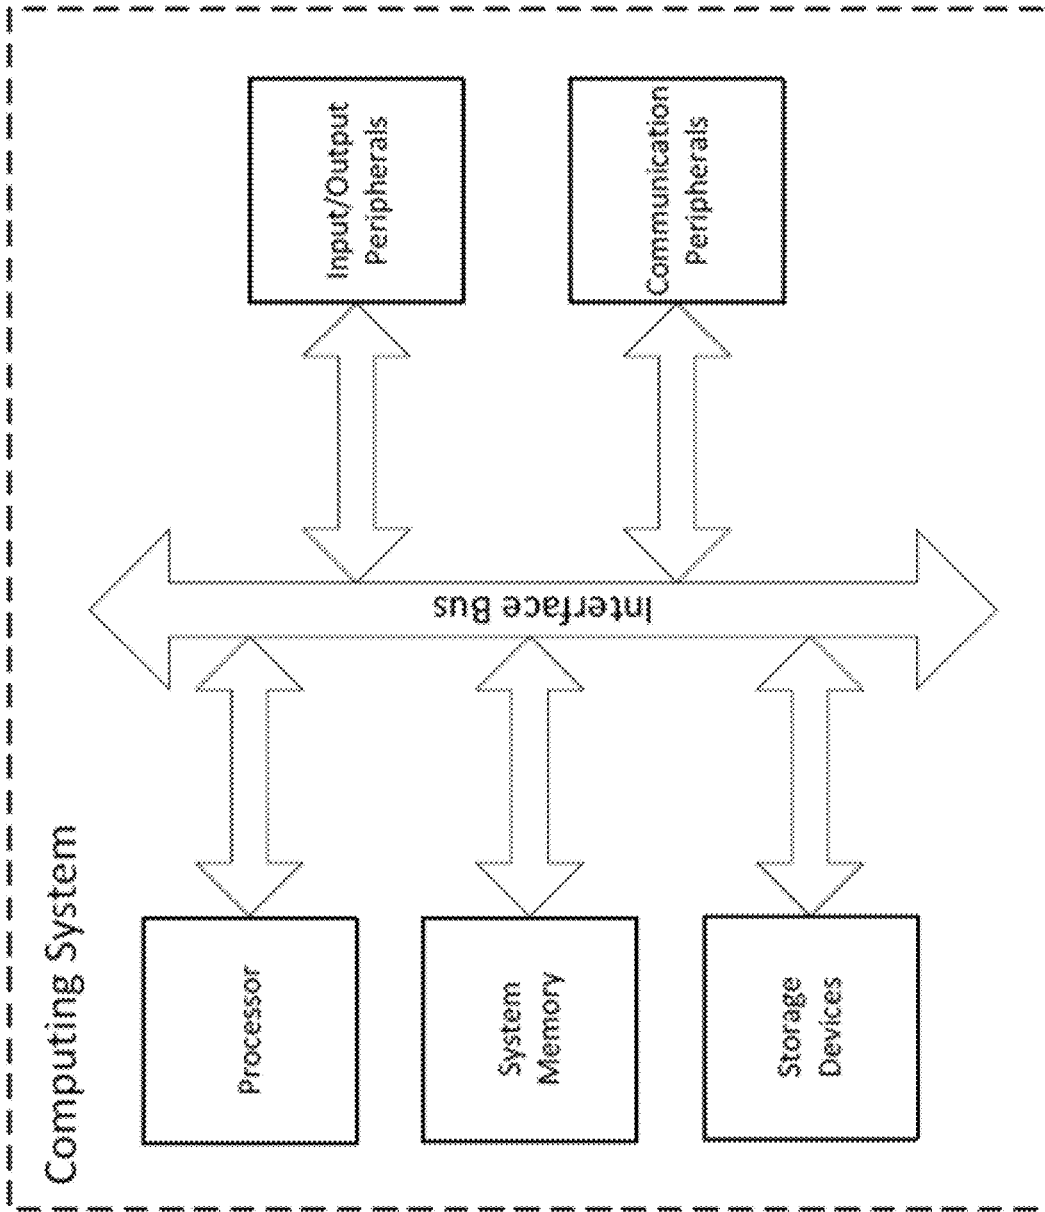 Computing System
Processor
System
Memory
Storage
Devices
Interface Bus
Input/Output
Peripherals
Communication
Peripherals